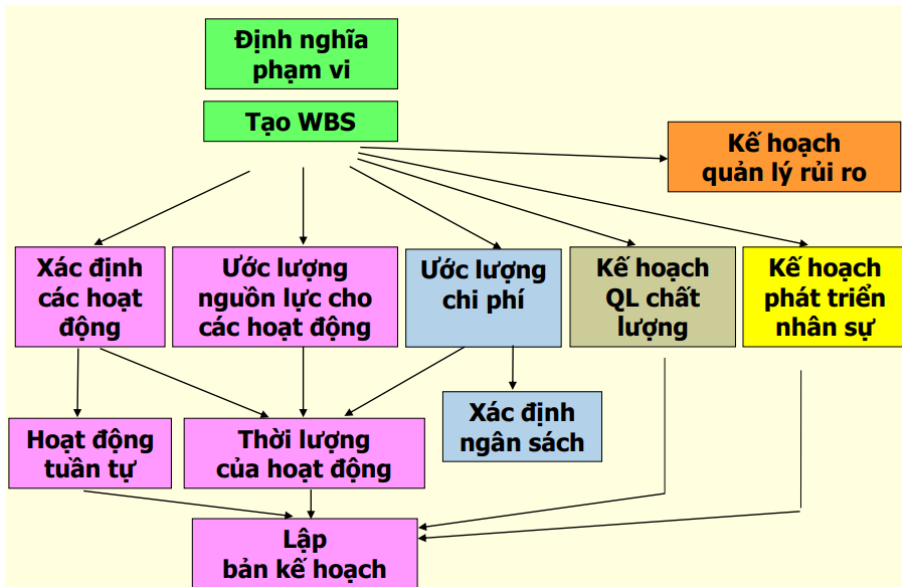 Định nghĩa
phạm vi
Tạo WBS
Kế hoạch
quản lý rủi ro
Xác định
các hoạt
động
Ước lượng
nguồn lực cho
các hoạt động
Ước lượng
chi phí
Kế hoạch
QL chất
lượng
Kế hoạch
phát triển
nhân sự
Hoạt động
tuần tự
Thời lượng
của hoạt động
Xác định
ngân sách
Lập
bản kế hoạch